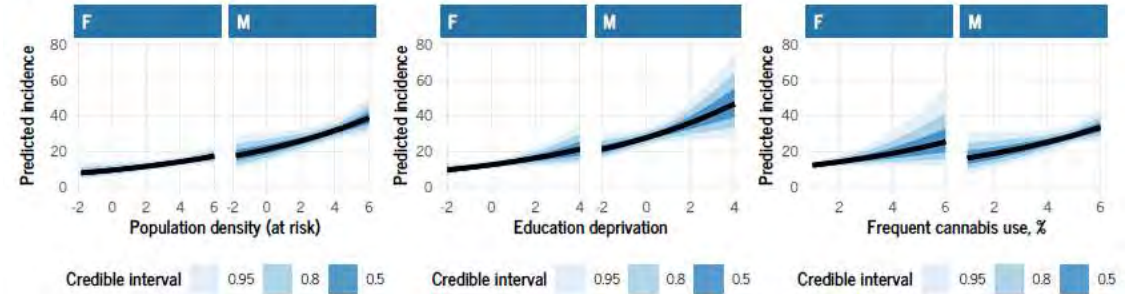 F M
80
60
40
20
0
Predicted incidence
-2 0 2 4 6 -2 0 2 4 6
Population density (at risk)
Credible interval 0.95 0.8 0.5
F M
80
60
40
20
0
Predicted incidence
-2 0 2 4 -2 0 2 4
Education deprivation
Credible interval 0.95 0.8 0.5
F M
80
60
40
20
0
Predicted incidence
2 4 6 2 4 6
Frequent cannabis use, %
Credible interval 0.95 0.8 0.5